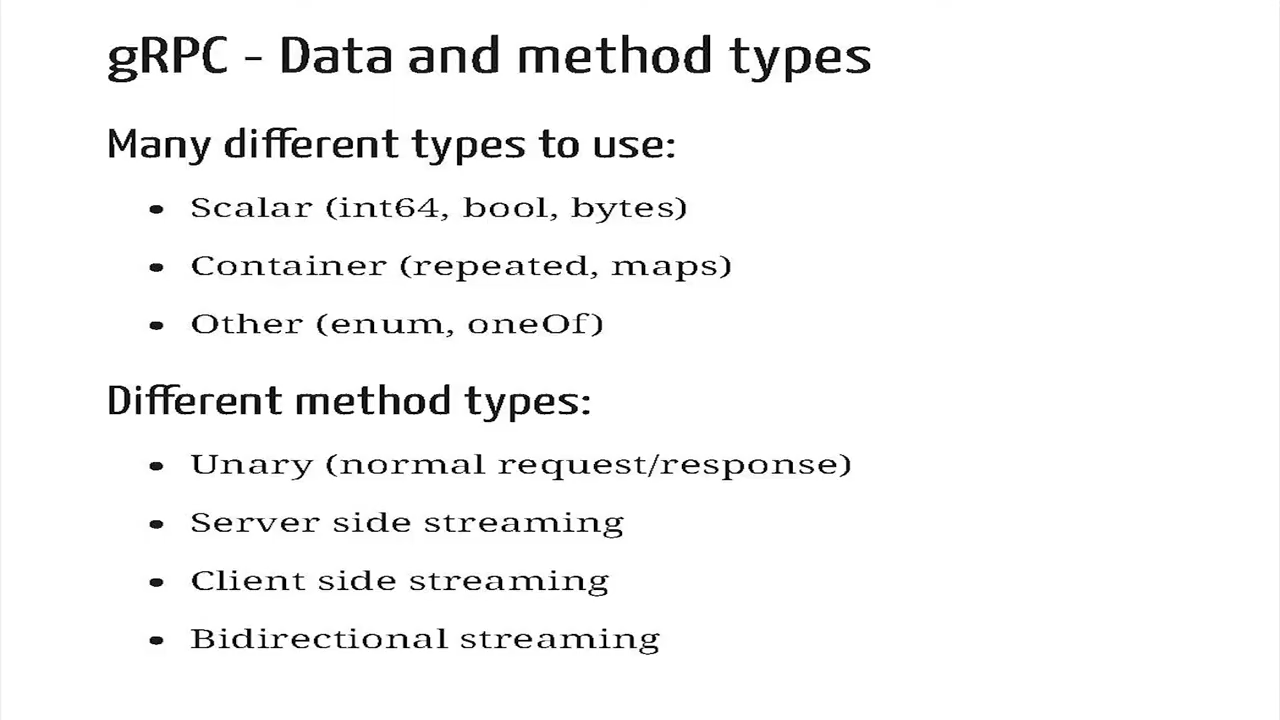 gRPC - Data and method types
Many different types to use:
• Scalar (int64, bool, bytes)
• Container (repeated, maps)
• Other (enum, oneOf)
Different method types:
• Unary (normal request/response)
• Server side streaming
• Client side streaming
• Bidirectional streaming